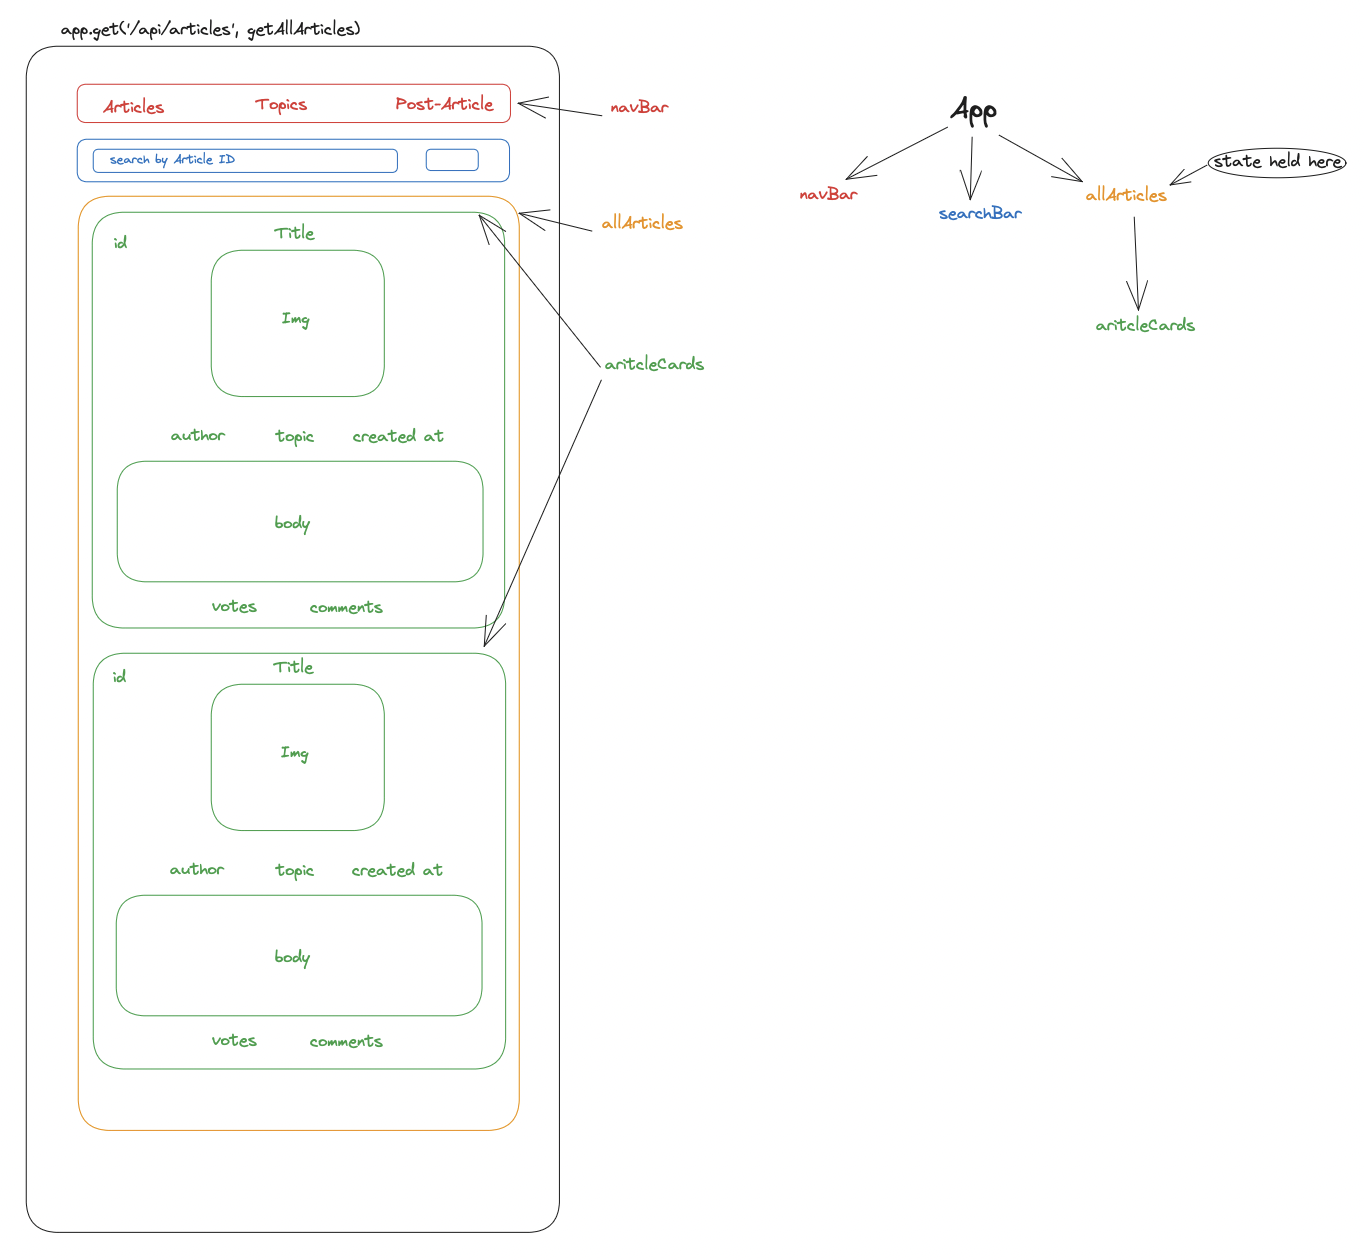 app.get('/api/articles', getAllArticles)
Articles Topics Post-Article
navBar
search by Article ID
allArticles
id
Title
Img
author topic created at
body
votes comments
aritcleCards
id
Title
Img
author topic created at
body
votes comments
App
state held here
navBar
searchBar
allArticles
aritcleCards